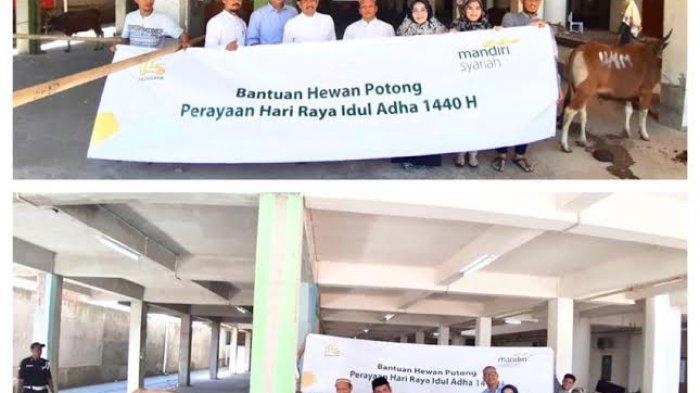 mandiri
syariah
Bantuan Hewan Potong
Perayaan Hari Raya Idul Adha 1440 H
Bantuan Hewan Potong
mandiri
Perayaan Hari Raya Idul Adha 14